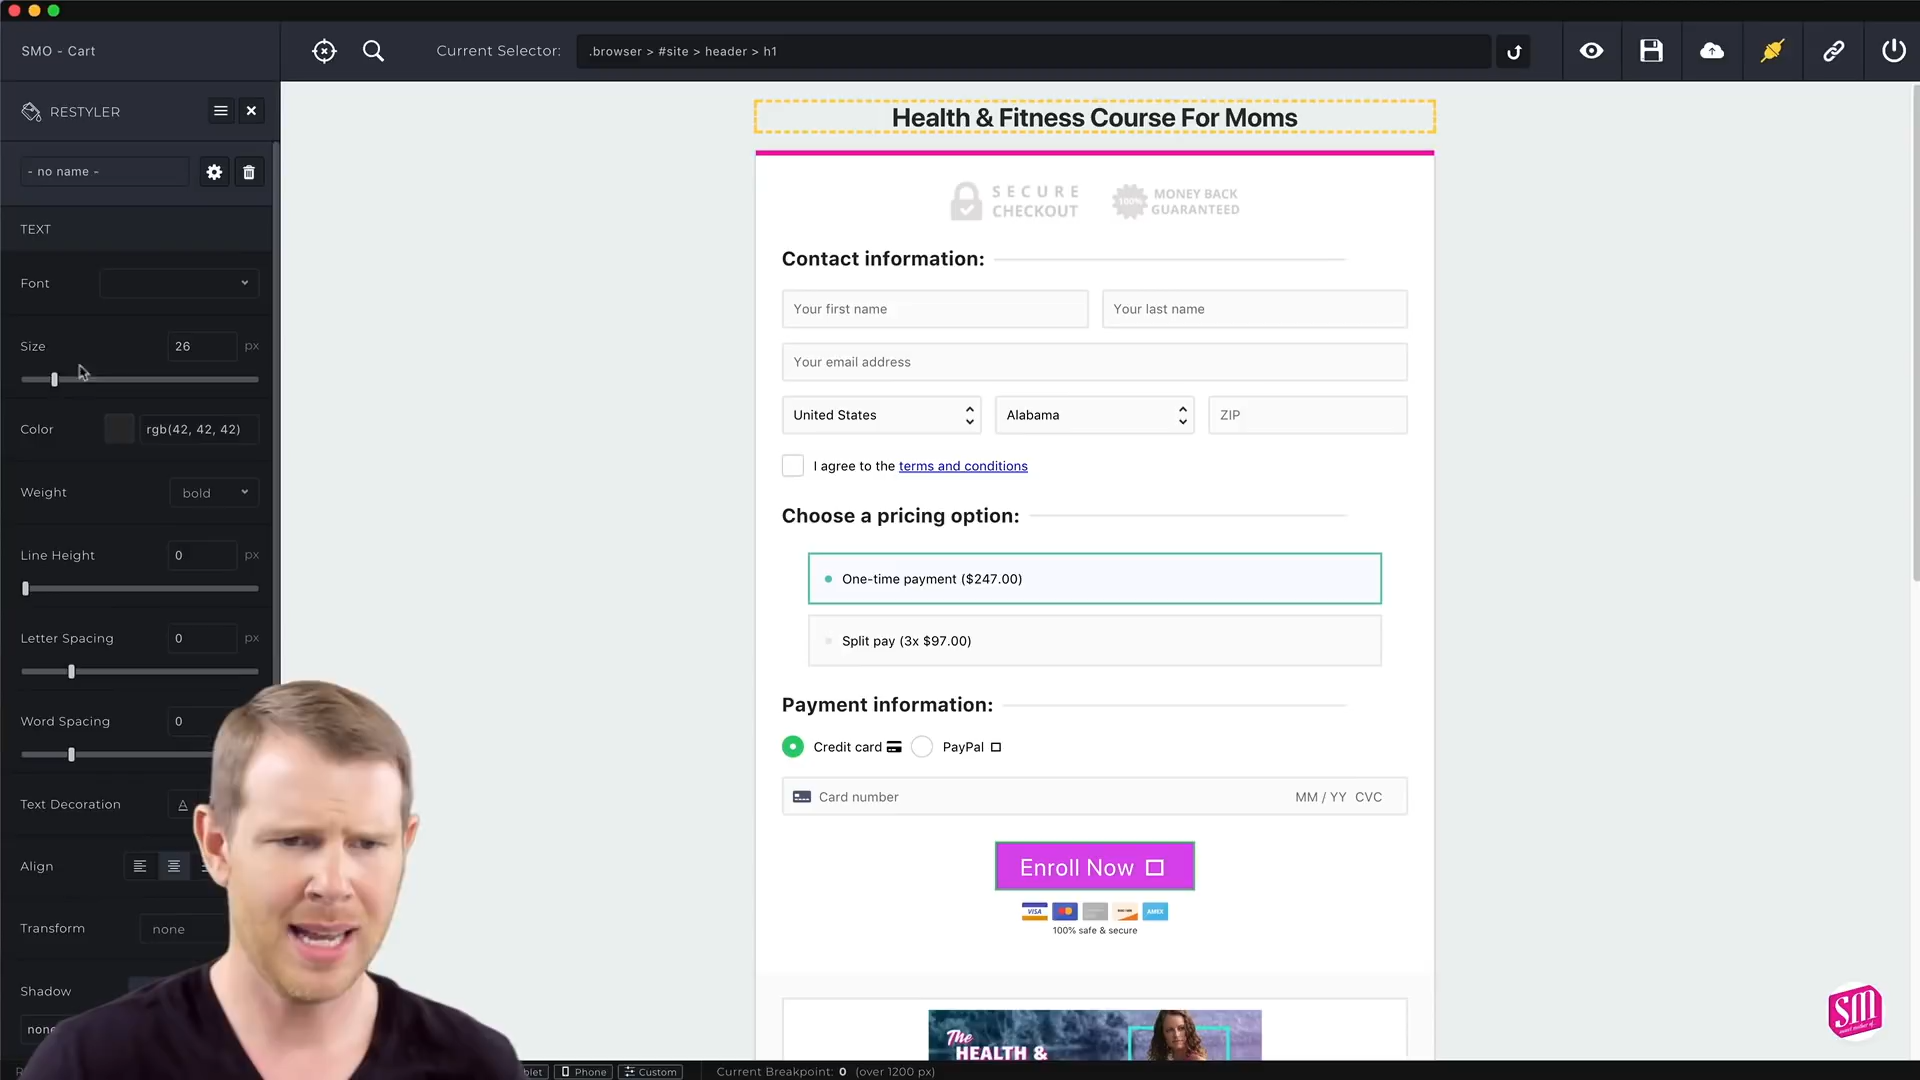 SMO - Cart
Current Selector:
.browser > #site > header > h1
RESTYLER
- no name -
TEXT
Font
Size
26
px
Color
rgb(42, 42, 42)
Weight
bold
Line Height
0
px
Letter Spacing
0
px
Word Spacing
0
Text Decoration
A
Align
Transform
none
Shadow
none
Health & Fitness Course For Moms
SECURE
CHECKOUT
100%
MONEY BACK
GUARANTEED
Contact information:
Your first name
Your last name
Your email address
United States
Alabama
ZIP
I agree to the terms and conditions
Choose a pricing option:
One-time payment ($247.00)
Split pay (3x $97.00)
Payment information:
Credit card
PayPal
Card number
MM / YY CVC
Enroll Now
VISA
AMEX
100% safe & secure
The
HEALTH &
sm
Phone
Custom
Current Breakpoint: 0 (over 1200 px)